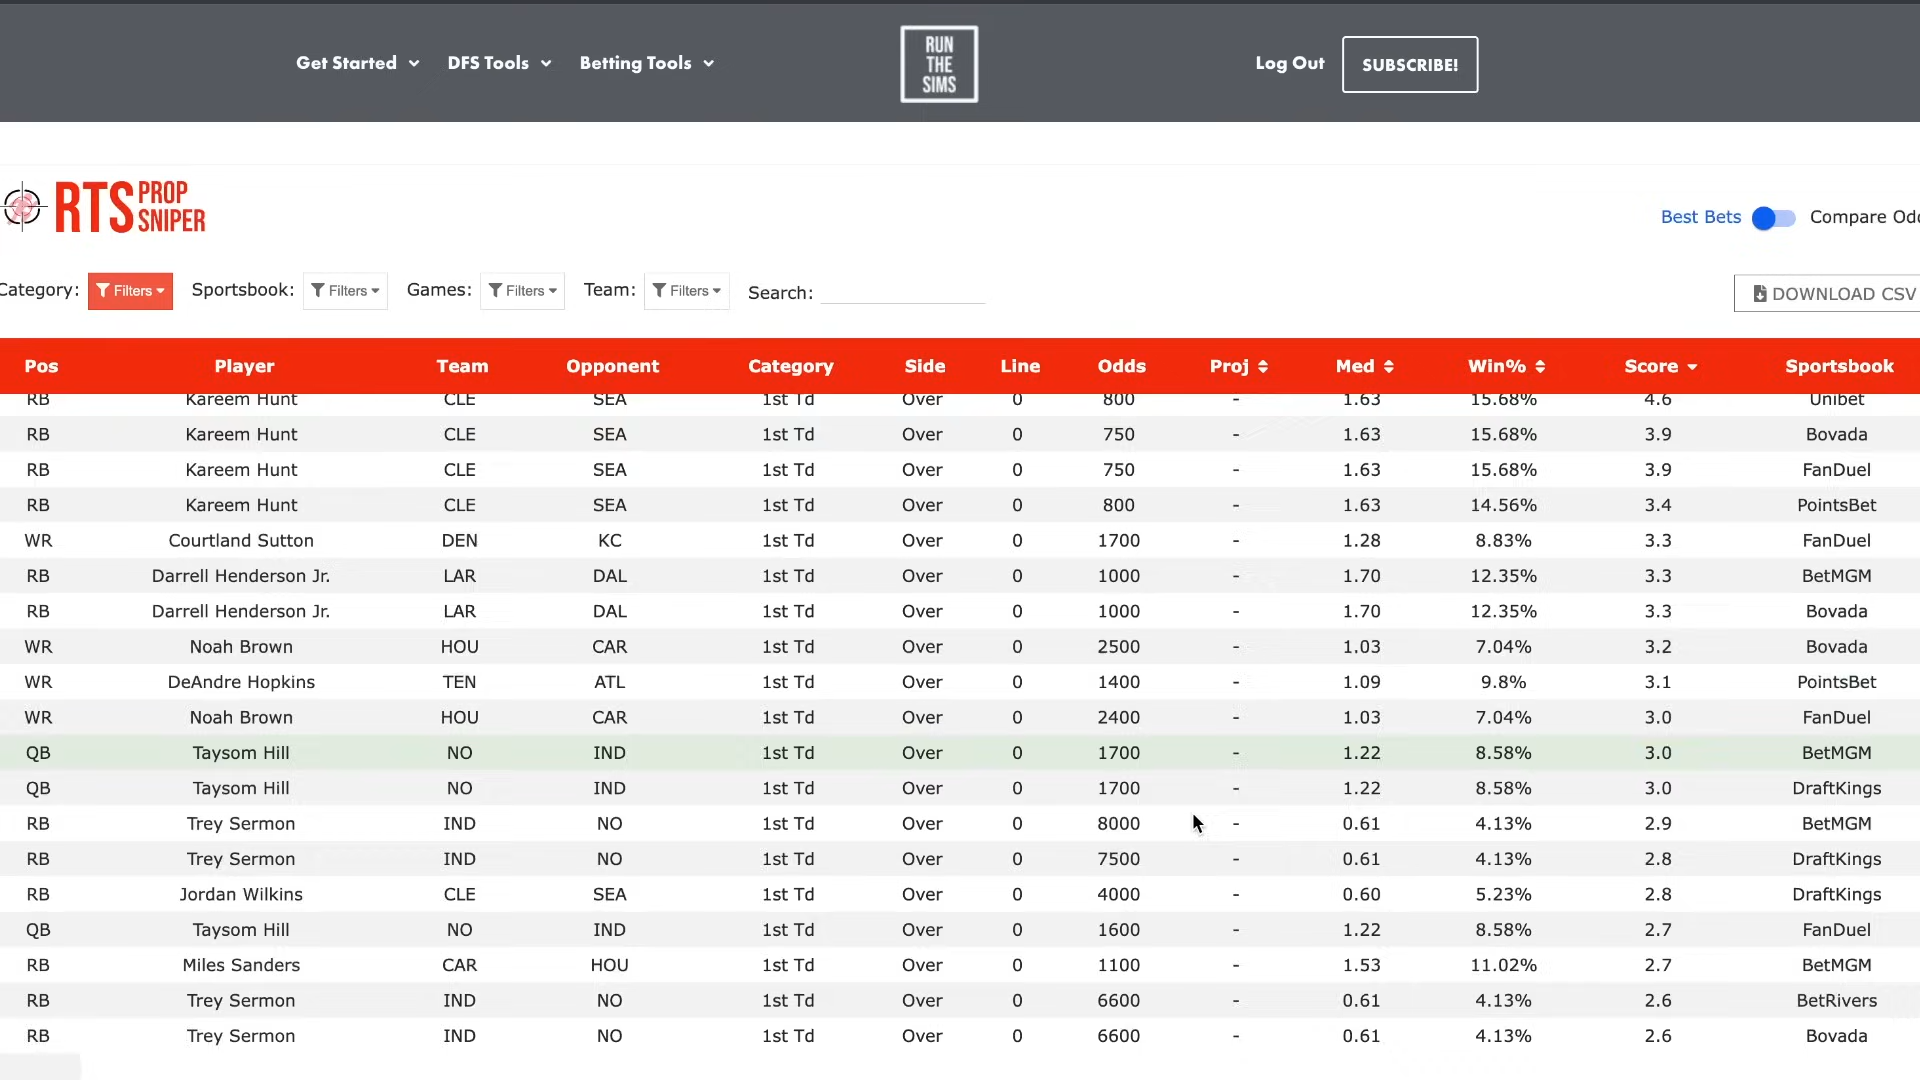 Get Started DFS Tools Betting Tools RUN THE SIMS Log Out SUBSCRIBE!
RTS PROP SNIPER
Best Bets Compare Odd
Category: Filters Sportsbook: Filters Games: Filters Team: Filters Search: DOWNLOAD CSV
Pos Player Team Opponent Category Side Line Odds Proj Med Win% Score Sportsbook
RB Kareem Hunt CLE SEA 1st Td Over 0 800 - 1.63 15.68% 4.6 Unibet
RB Kareem Hunt CLE SEA 1st Td Over 0 750 - 1.63 15.68% 3.9 Bovada
RB Kareem Hunt CLE SEA 1st Td Over 0 750 - 1.63 15.68% 3.9 FanDuel
RB Kareem Hunt CLE SEA 1st Td Over 0 800 - 1.63 14.56% 3.4 PointsBet
WR Courtland Sutton DEN KC 1st Td Over 0 1700 - 1.28 8.83% 3.3 FanDuel
RB Darrell Henderson Jr. LAR DAL 1st Td Over 0 1000 - 1.70 12.35% 3.3 BetMGM
RB Darrell Henderson Jr. LAR DAL 1st Td Over 0 1000 - 1.70 12.35% 3.3 Bovada
WR Noah Brown HOU CAR 1st Td Over 0 2500 - 1.03 7.04% 3.2 Bovada
WR DeAndre Hopkins TEN ATL 1st Td Over 0 1400 - 1.09 9.8% 3.1 PointsBet
WR Noah Brown HOU CAR 1st Td Over 0 2400 - 1.03 7.04% 3.0 FanDuel
QB Taysom Hill NO IND 1st Td Over 0 1700 - 1.22 8.58% 3.0 BetMGM
QB Taysom Hill NO IND 1st Td Over 0 1700 - 1.22 8.58% 3.0 DraftKings
RB Trey Sermon IND NO 1st Td Over 0 8000 - 0.61 4.13% 2.9 BetMGM
RB Trey Sermon IND NO 1st Td Over 0 7500 - 0.61 4.13% 2.8 DraftKings
RB Jordan Wilkins CLE SEA 1st Td Over 0 4000 - 0.60 5.23% 2.8 DraftKings
QB Taysom Hill NO IND 1st Td Over 0 1600 - 1.22 8.58% 2.7 FanDuel
RB Miles Sanders CAR HOU 1st Td Over 0 1100 - 1.53 11.02% 2.7 BetMGM
RB Trey Sermon IND NO 1st Td Over 0 6600 - 0.61 4.13% 2.6 BetRivers
RB Trey Sermon IND NO 1st Td Over 0 6600 - 0.61 4.13% 2.6 Bovada